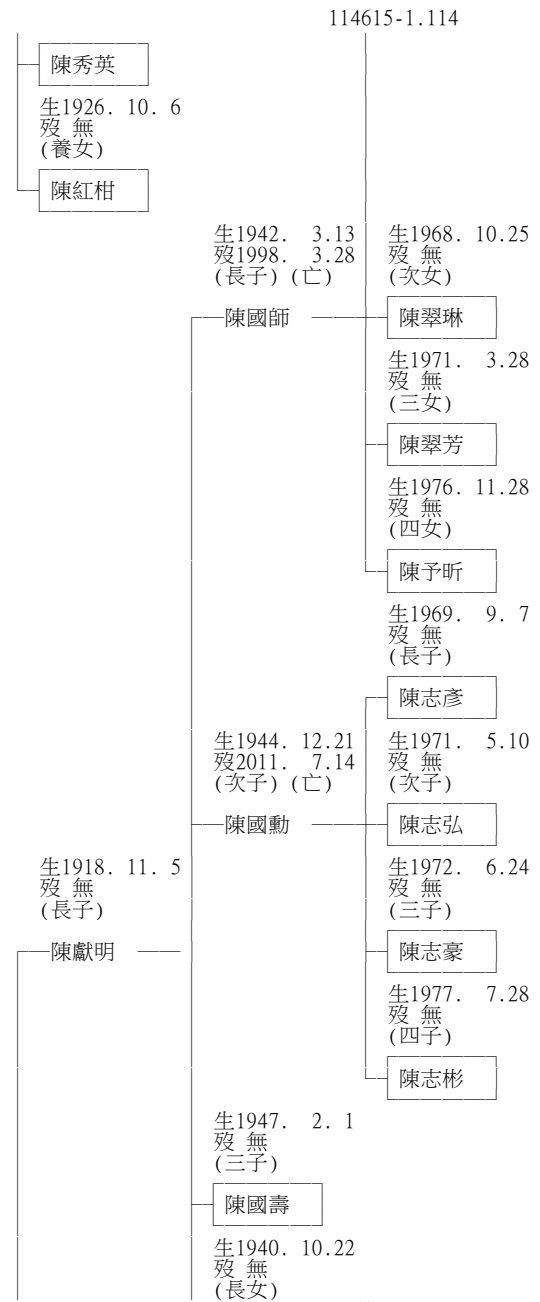 114615-1.114
陳秀英
生1926. 10. 6
歿 無
(養女)
陳紅柑
生1942. 3.13
歿1998. 3.28
(長子)(亡)
陳國師
生1968. 10.25
歿 無
(次女)
陳翠琳
生1971. 3.28
歿 無
(三女)
陳翠芳
生1976. 11.28
歿 無
(四女)
陳予昕
生1969. 9. 7
歿 無
(長子)
陳志彥
生1944. 12.21
歿2011. 7.14
(次子)(亡)
陳國勳
生1971. 5.10
歿 無
(次子)
陳志弘
生1918. 11. 5
歿 無
(長子)
陳獻明
生1972. 6.24
歿 無
(三子)
陳志豪
生1977. 7.28
歿 無
(四子)
陳志彬
生1947. 2. 1
歿 無
(三子)
陳國壽
生1940. 10.22
歿 無
(長女)